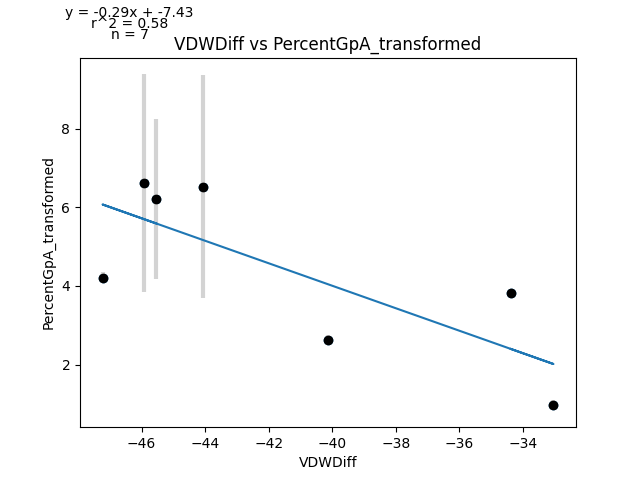 y = -0.29x + -7.43
r^2 = 0.58
n = 7
VDWDiff vs PercentGpA_transformed
PercentGpA_transformed
8
6
4
2
−46
−44
−42
−40
−38
−36
−34
VDWDiff